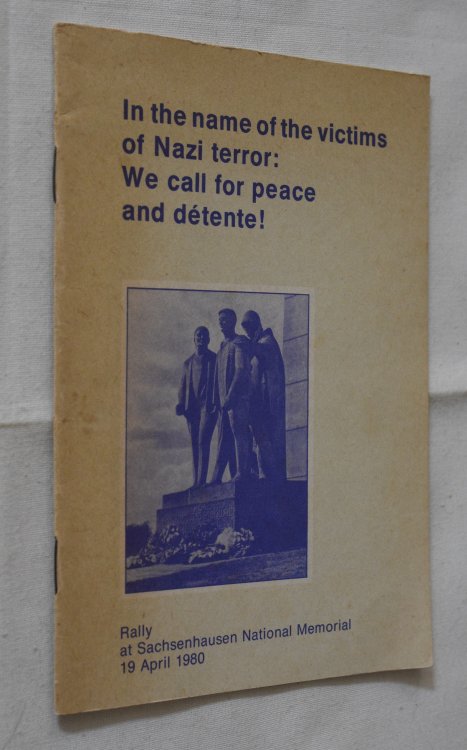 In the name of the victims
of Nazi terror:
We call for peace
and détente!
Rally
at Sachsenhausen National Memorial
19 April 1980